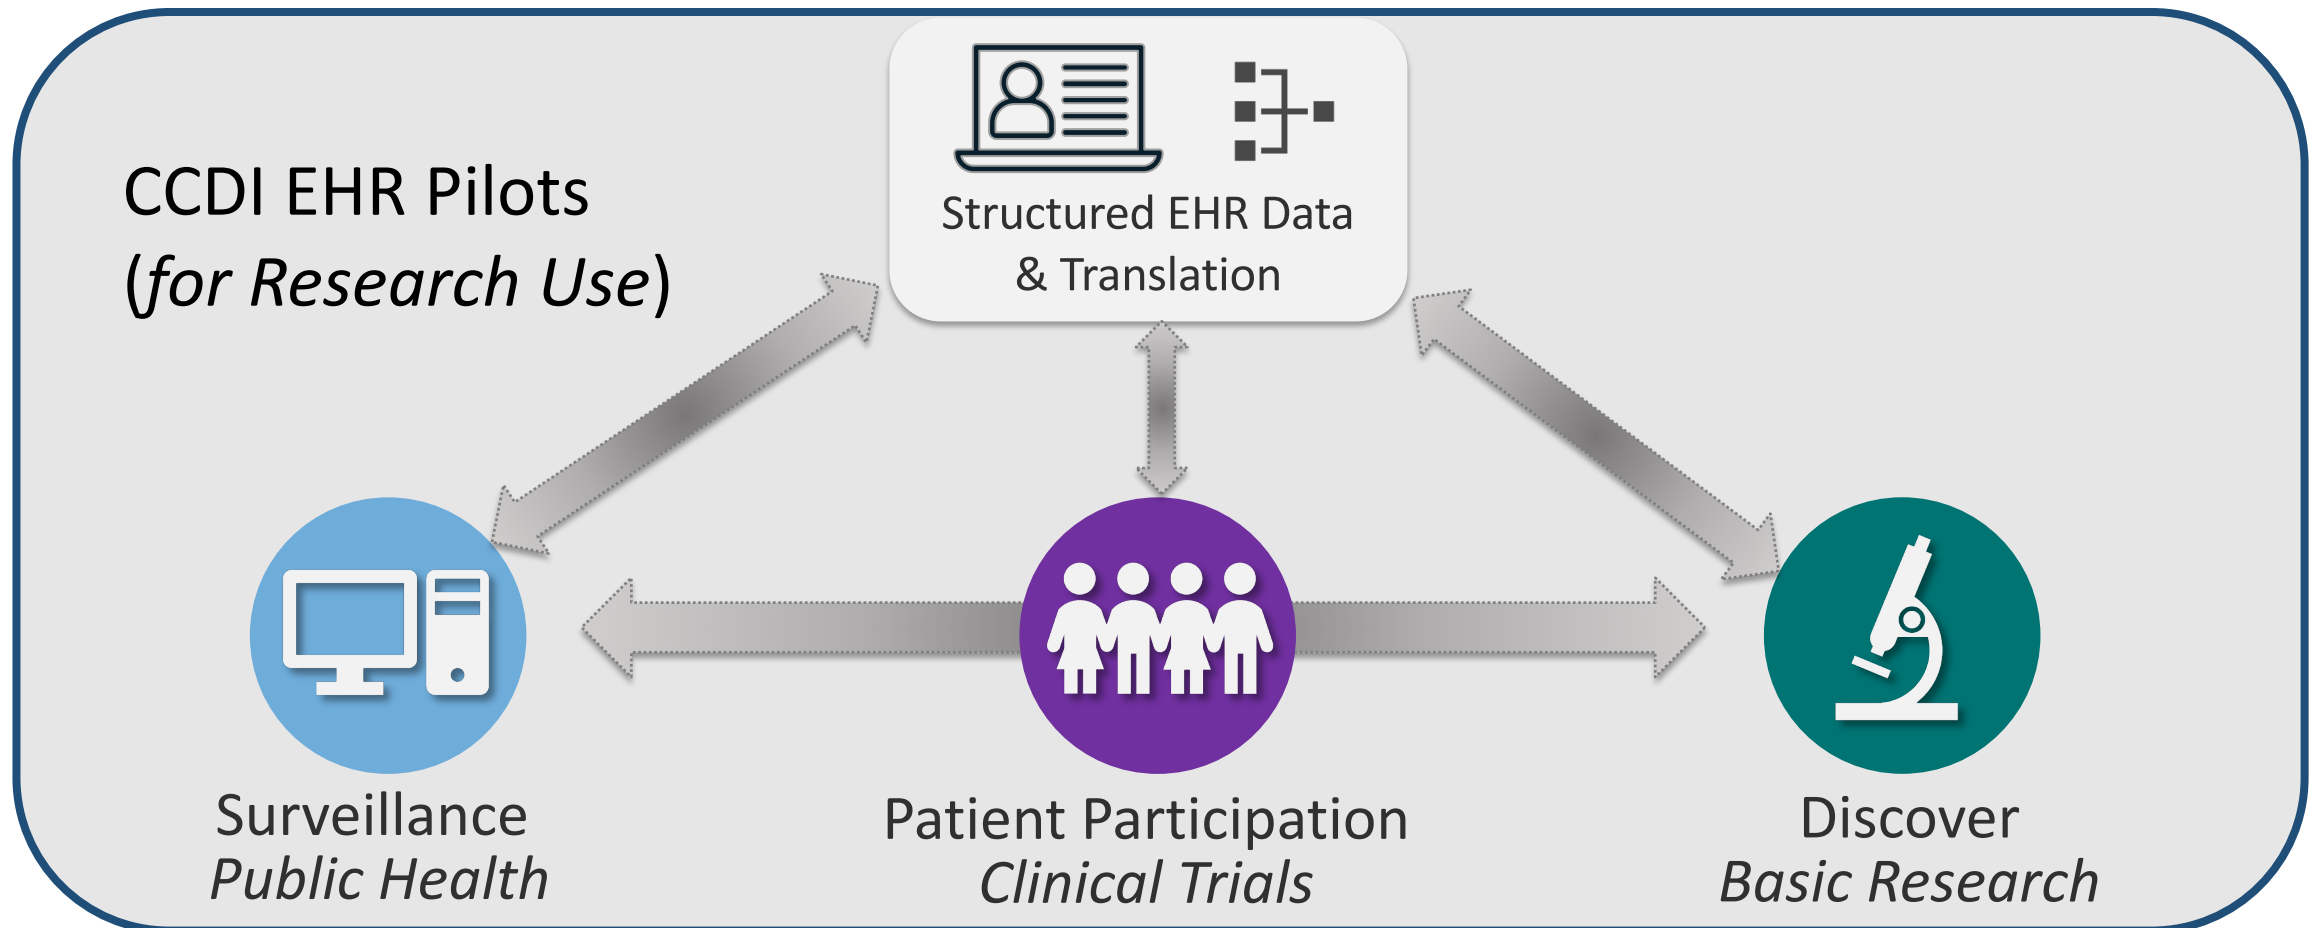 CCDI EHR Pilots
(for Research Use)
Structured EHR Data
& Translation
Surveillance
Public Health
Patient Participation
Clinical Trials
Discover
Basic Research